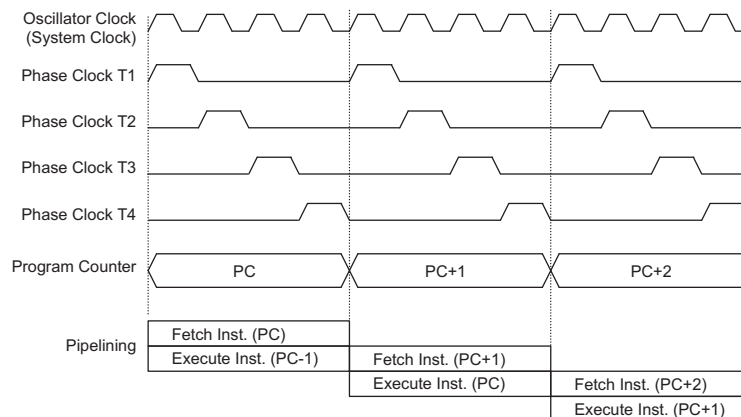 Oscillator Clock
(System Clock)
Phase Clock T1
Phase Clock T2
Phase Clock T3
Phase Clock T4
Program Counter
PC
PC+1
PC+2
Pipelining
Fetch Inst. (PC)
Execute Inst. (PC-1)
Fetch Inst. (PC+1)
Execute Inst. (PC)
Fetch Inst. (PC+2)
Execute Inst. (PC+1)